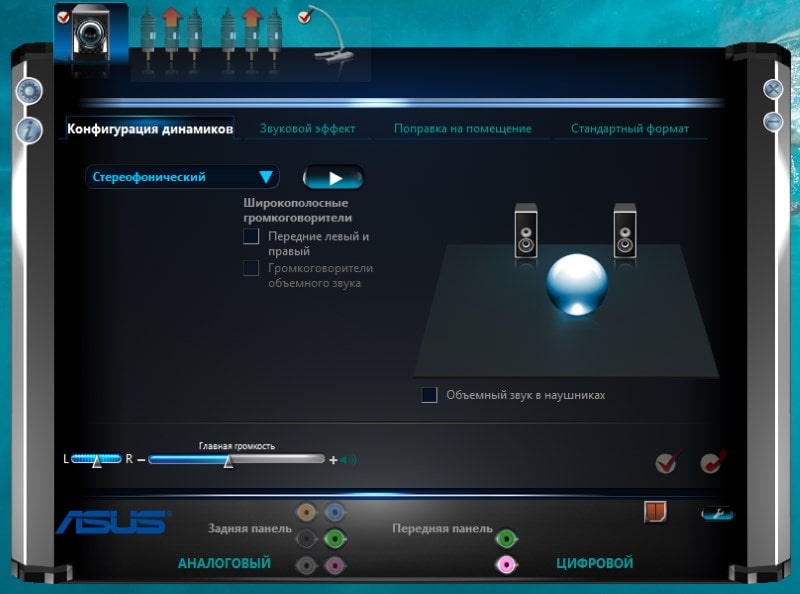 Конфигурация динамиков
Звуковой эффект
Поправка на помещение
Стандартный формат
Стереофонический
Широкополосные
громкоговорители
Передние левый и
правый
Громкоговорители
объемного звука
Объемный звук в наушниках
Главная громкость
L R – +
ASUS
Задняя панель
Передняя панель
АНАЛОГОВЫЙ
ЦИФРОВОЙ